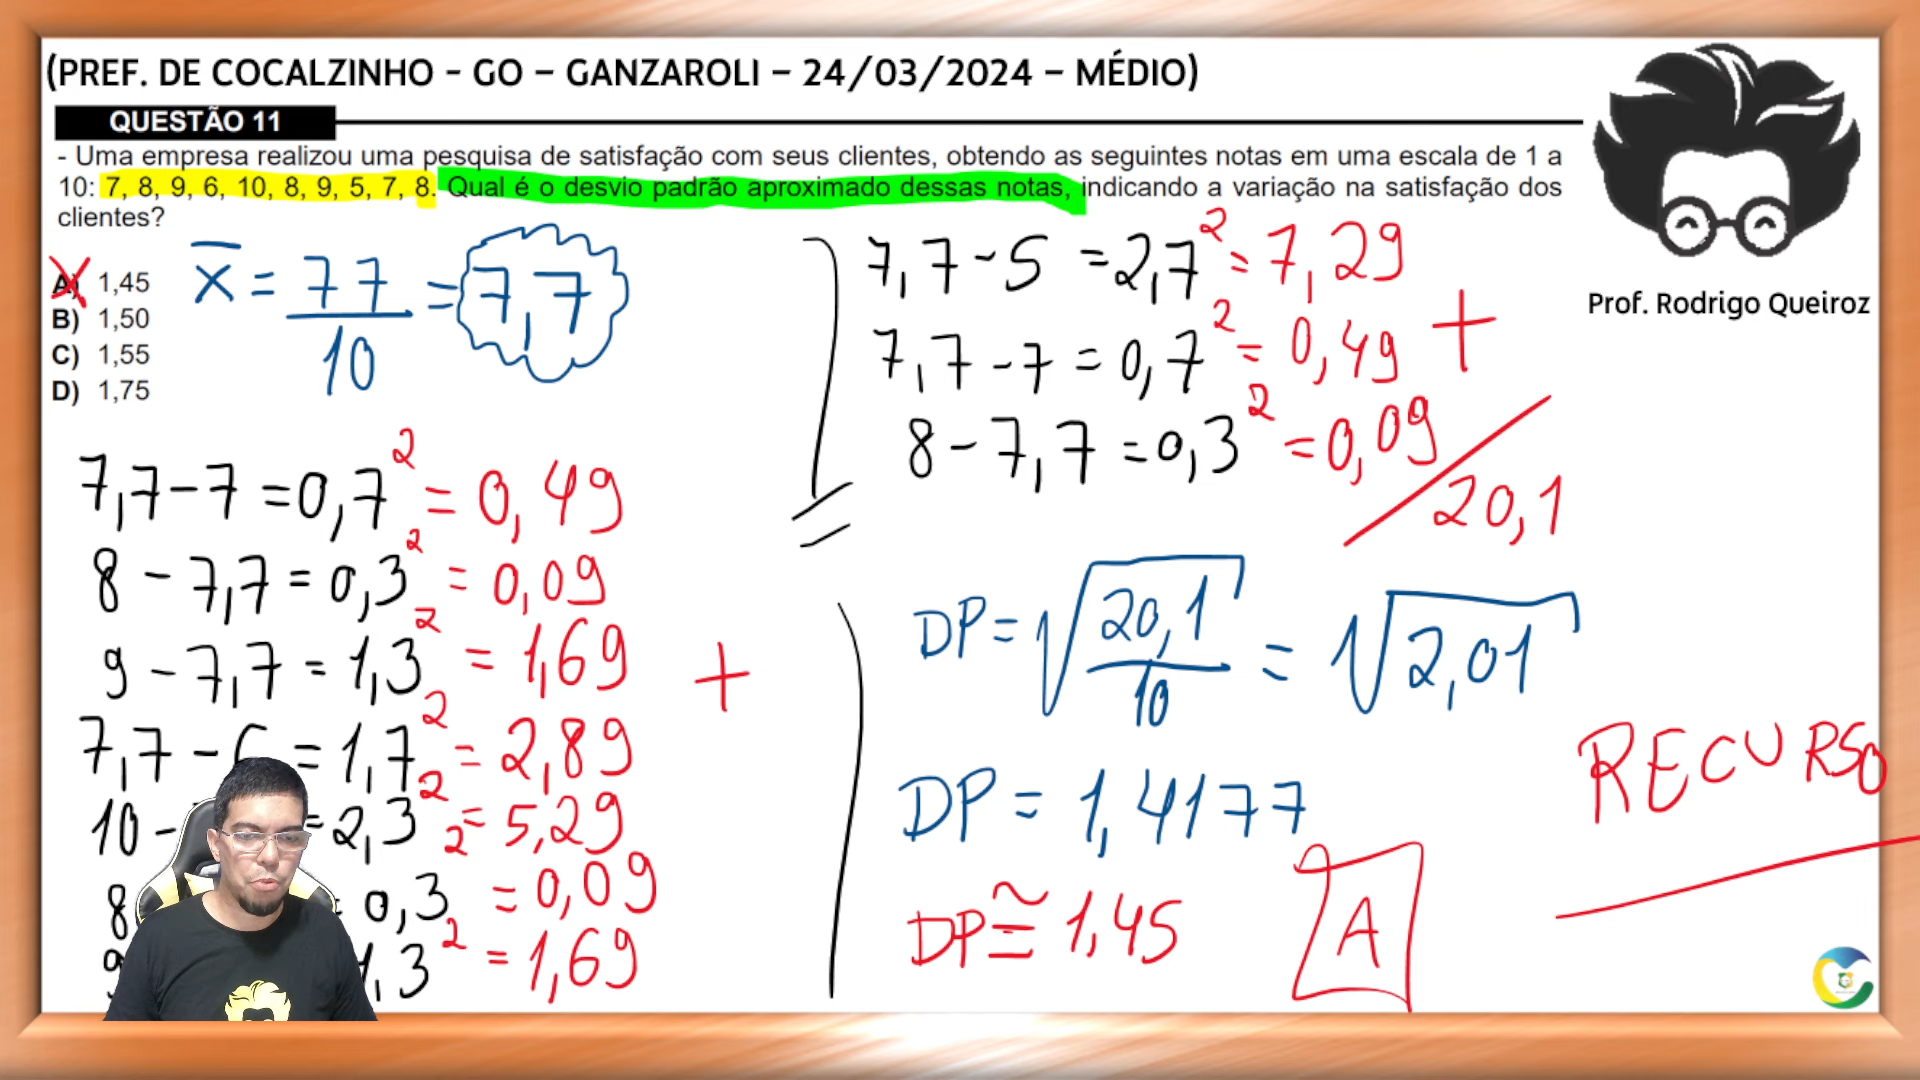 (PREF. DE COCALZINHO - GO – GANZAROLI – 24/03/2024 – MÉDIO)
QUESTÃO 11
- Uma empresa realizou uma pesquisa de satisfação com seus clientes, obtendo as seguintes notas em uma escala de 1 a
10: 7, 8, 9, 6, 10, 8, 9, 5, 7, 8. Qual é o desvio padrão aproximado dessas notas, indicando a variação na satisfação dos
clientes?
A) 1,45
B) 1,50
C) 1,55
D) 1,75
x̄ = 77/10 = 7,7
7,7 - 7 = 0,7² = 0,49
8 - 7,7 = 0,3² = 0,09
9 - 7,7 = 1,3² = 1,69 +
7,7 - 6 = 1,7² = 2,89
10 - = 2,3² = 5,29
8 0,3² = 0,09
9 1,3² = 1,69
7,7 - 5 = 2,7² = 7,29
7,7 - 7 = 0,7² = 0,49 +
8 - 7,7 = 0,3² = 0,09
20,1
DP = √20,1/10 = √2,01
DP = 1,4177
DP ≅ 1,45
A
RECURSO
Prof. Rodrigo Queiroz